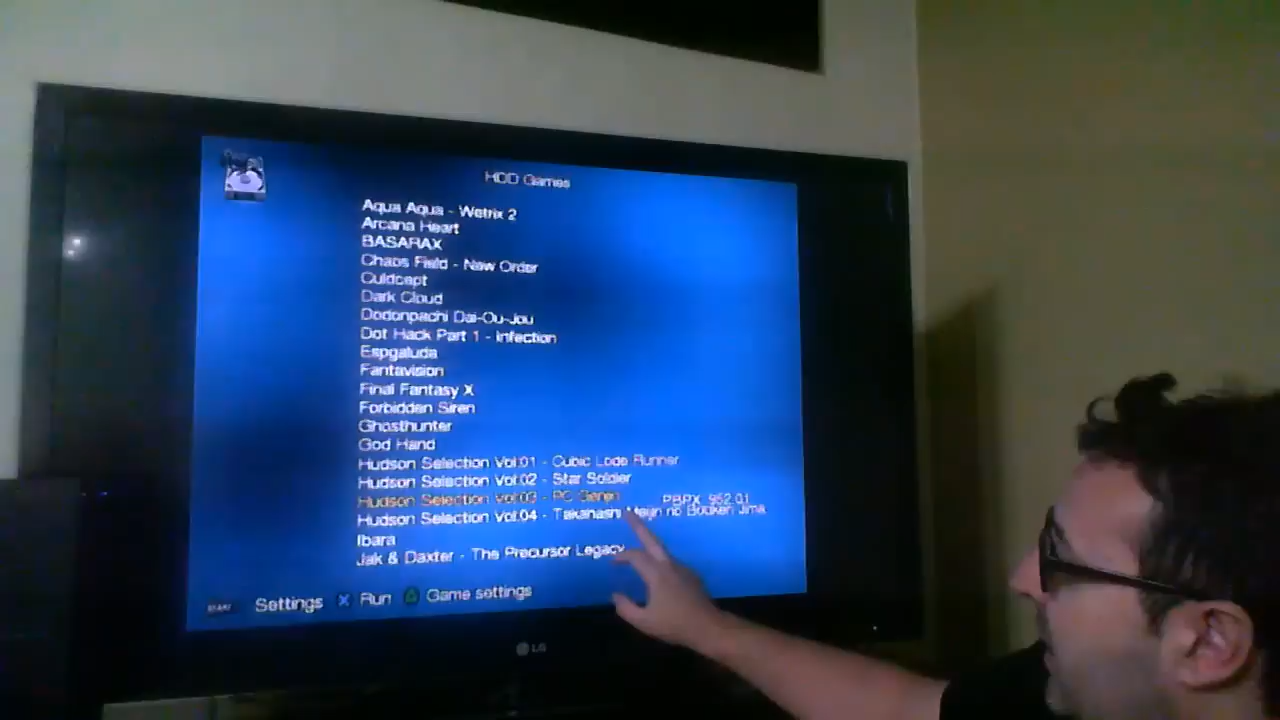 HDD Games
Aqua Aqua - Wetrix 2
Arcana Heart
BASARAX
Chaos Field - New Order
Culdcept
Dark Cloud
Dodonpachi Dai-Ou-Jou
Dot Hack Part 1 - Infection
Espgaluda
Fantavision
Final Fantasy X
Forbidden Siren
Ghosthunter
God Hand
Hudson Selection Vol.01 - Cubic Lode Runner
Hudson Selection Vol.02 - Star Soldier
Hudson Selection Vol.03 - PC Genjin PBPX_952.01
Hudson Selection Vol.04 - Takahashi Meijin no Bouken Jima
Ibara
Jak & Daxter - The Precursor Legacy
START Settings X Run Game settings
LG